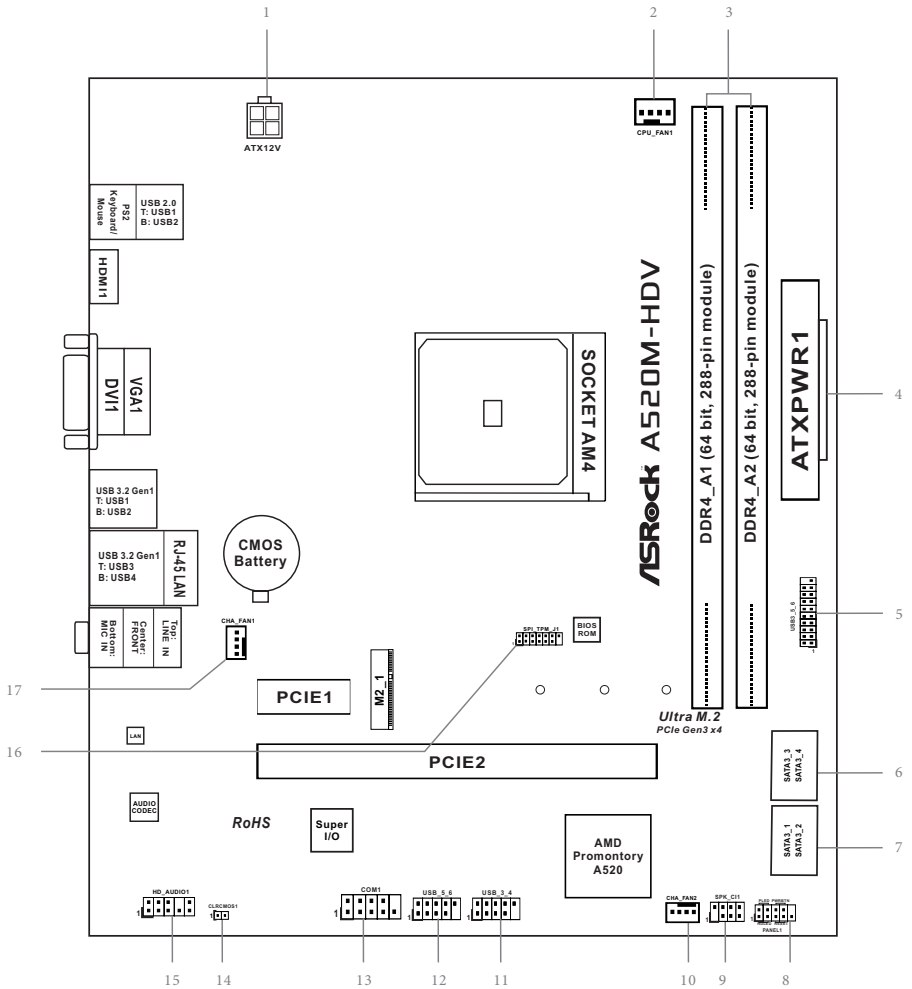 1
2
3
ATX12V
CPU_FAN1
PS2
Keyboard/
Mouse
USB 2.0
T: USB1
B: USB2
HDMI1
DVI1
VGA1
SOCKET AM4
ASRock A520M-HDV
DDR4_A1 (64 bit, 288-pin module)
DDR4_A2 (64 bit, 288-pin module)
ATXPWR1
4
USB 3.2 Gen1
T: USB1
B: USB2
USB 3.2 Gen1
T: USB3
B: USB4
RJ-45 LAN
CMOS
Battery
Top:
LINE IN
Center:
FRONT
Bottom:
MIC IN
CHA_FAN1
SPI_TPM_J1
1
BIOS
ROM
USB3_5_6
1
5
17
PCIE1
M2_1
Ultra M.2
PCIe Gen3 x4
16
LAN
PCIE2
SATA3_3
SATA3_4
6
AUDIO
CODEC
RoHS
Super
I/O
AMD
Promontory
A520
SATA3_1
SATA3_2
7
HD_AUDIO1
1
CLRCMOS1
1
COM1
1
USB_5_6
1
USB_3_4
1
CHA_FAN2
SPK_CI1
1
PLED PWRBTN
1
PANEL1
15
14
13
12
11
10
9
8